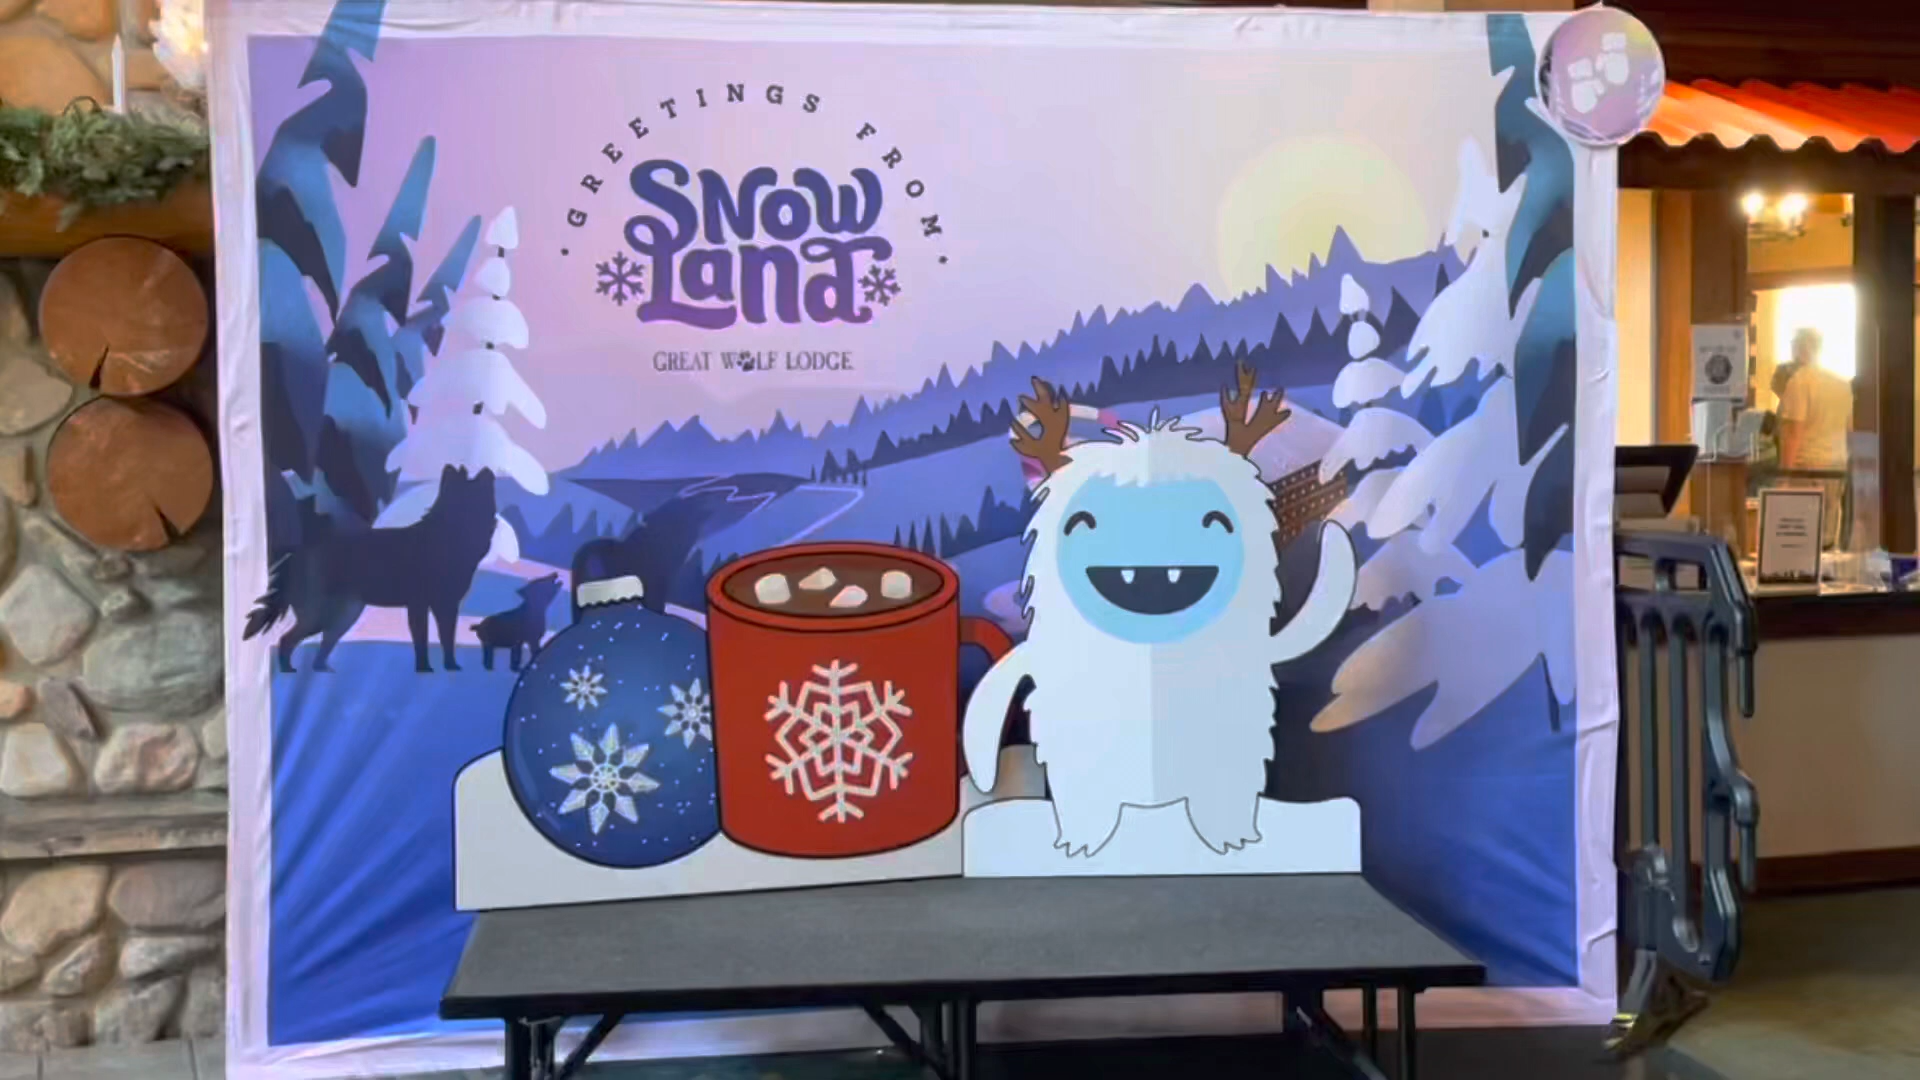 · GREETINGS FROM ·
SNOW
LAND
GREAT WOLF LODGE